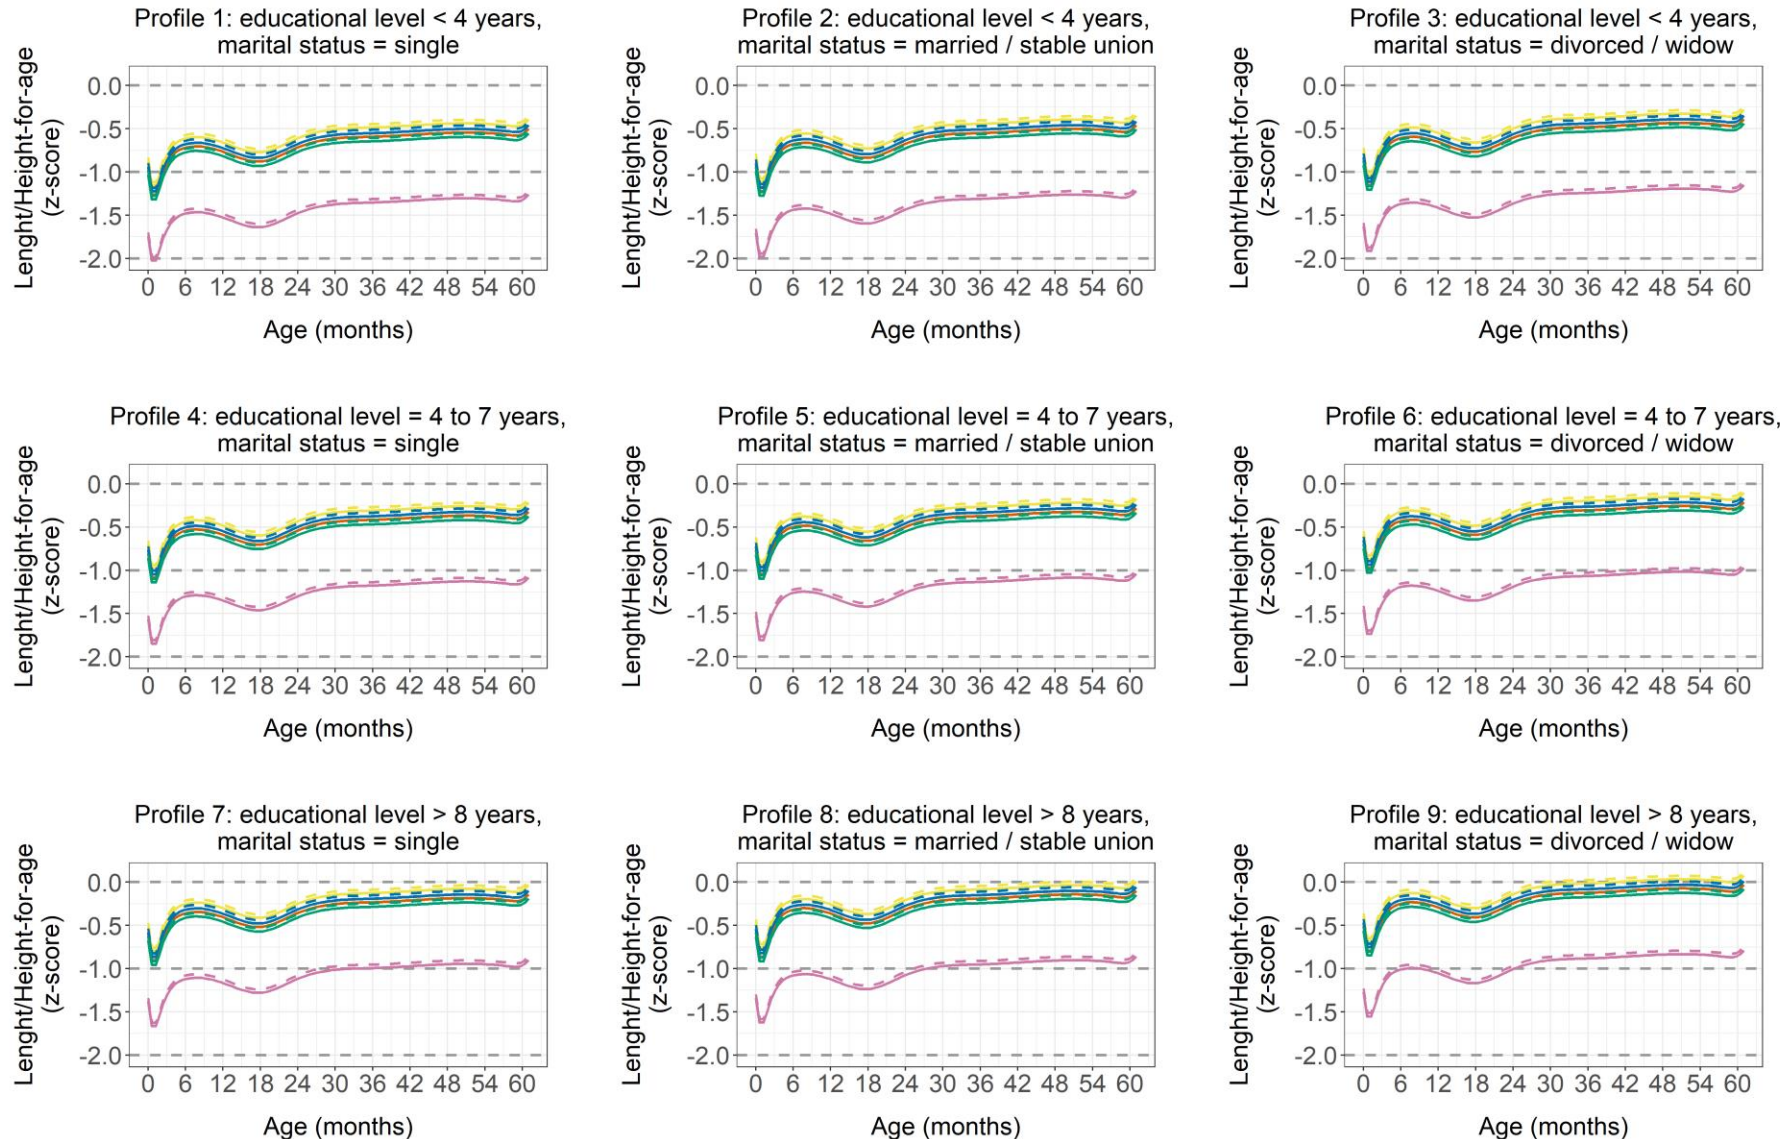 Profile 1: educational level < 4 years,
marital status = single
Lenght/Height-for-age
(z-score)
0.0
-0.5
-1.0
-1.5
-2.0
0 6 12 18 24 30 36 42 48 54 60
Age (months)
Profile 2: educational level < 4 years,
marital status = married / stable union
Lenght/Height-for-age
(z-score)
0.0
-0.5
-1.0
-1.5
-2.0
0 6 12 18 24 30 36 42 48 54 60
Age (months)
Profile 3: educational level < 4 years,
marital status = divorced / widow
Lenght/Height-for-age
(z-score)
0.0
-0.5
-1.0
-1.5
-2.0
0 6 12 18 24 30 36 42 48 54 60
Age (months)
Profile 4: educational level = 4 to 7 years,
marital status = single
Lenght/Height-for-age
(z-score)
0.0
-0.5
-1.0
-1.5
-2.0
0 6 12 18 24 30 36 42 48 54 60
Age (months)
Profile 5: educational level = 4 to 7 years,
marital status = married / stable union
Lenght/Height-for-age
(z-score)
0.0
-0.5
-1.0
-1.5
-2.0
0 6 12 18 24 30 36 42 48 54 60
Age (months)
Profile 6: educational level = 4 to 7 years,
marital status = divorced / widow
Lenght/Height-for-age
(z-score)
0.0
-0.5
-1.0
-1.5
-2.0
0 6 12 18 24 30 36 42 48 54 60
Age (months)
Profile 7: educational level > 8 years,
marital status = single
Lenght/Height-for-age
(z-score)
0.0
-0.5
-1.0
-1.5
-2.0
0 6 12 18 24 30 36 42 48 54 60
Age (months)
Profile 8: educational level > 8 years,
marital status = married / stable union
Lenght/Height-for-age
(z-score)
0.0
-0.5
-1.0
-1.5
-2.0
0 6 12 18 24 30 36 42 48 54 60
Age (months)
Profile 9: educational level > 8 years,
marital status = divorced / widow
Lenght/Height-for-age
(z-score)
0.0
-0.5
-1.0
-1.5
-2.0
0 6 12 18 24 30 36 42 48 54 60
Age (months)